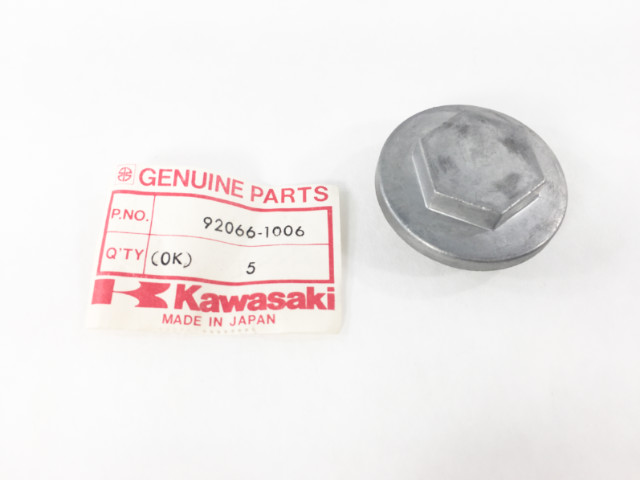 GENUINE PARTS
P.NO. 92066-1006
Q'TY (OK) 5
Kawasaki
MADE IN JAPAN